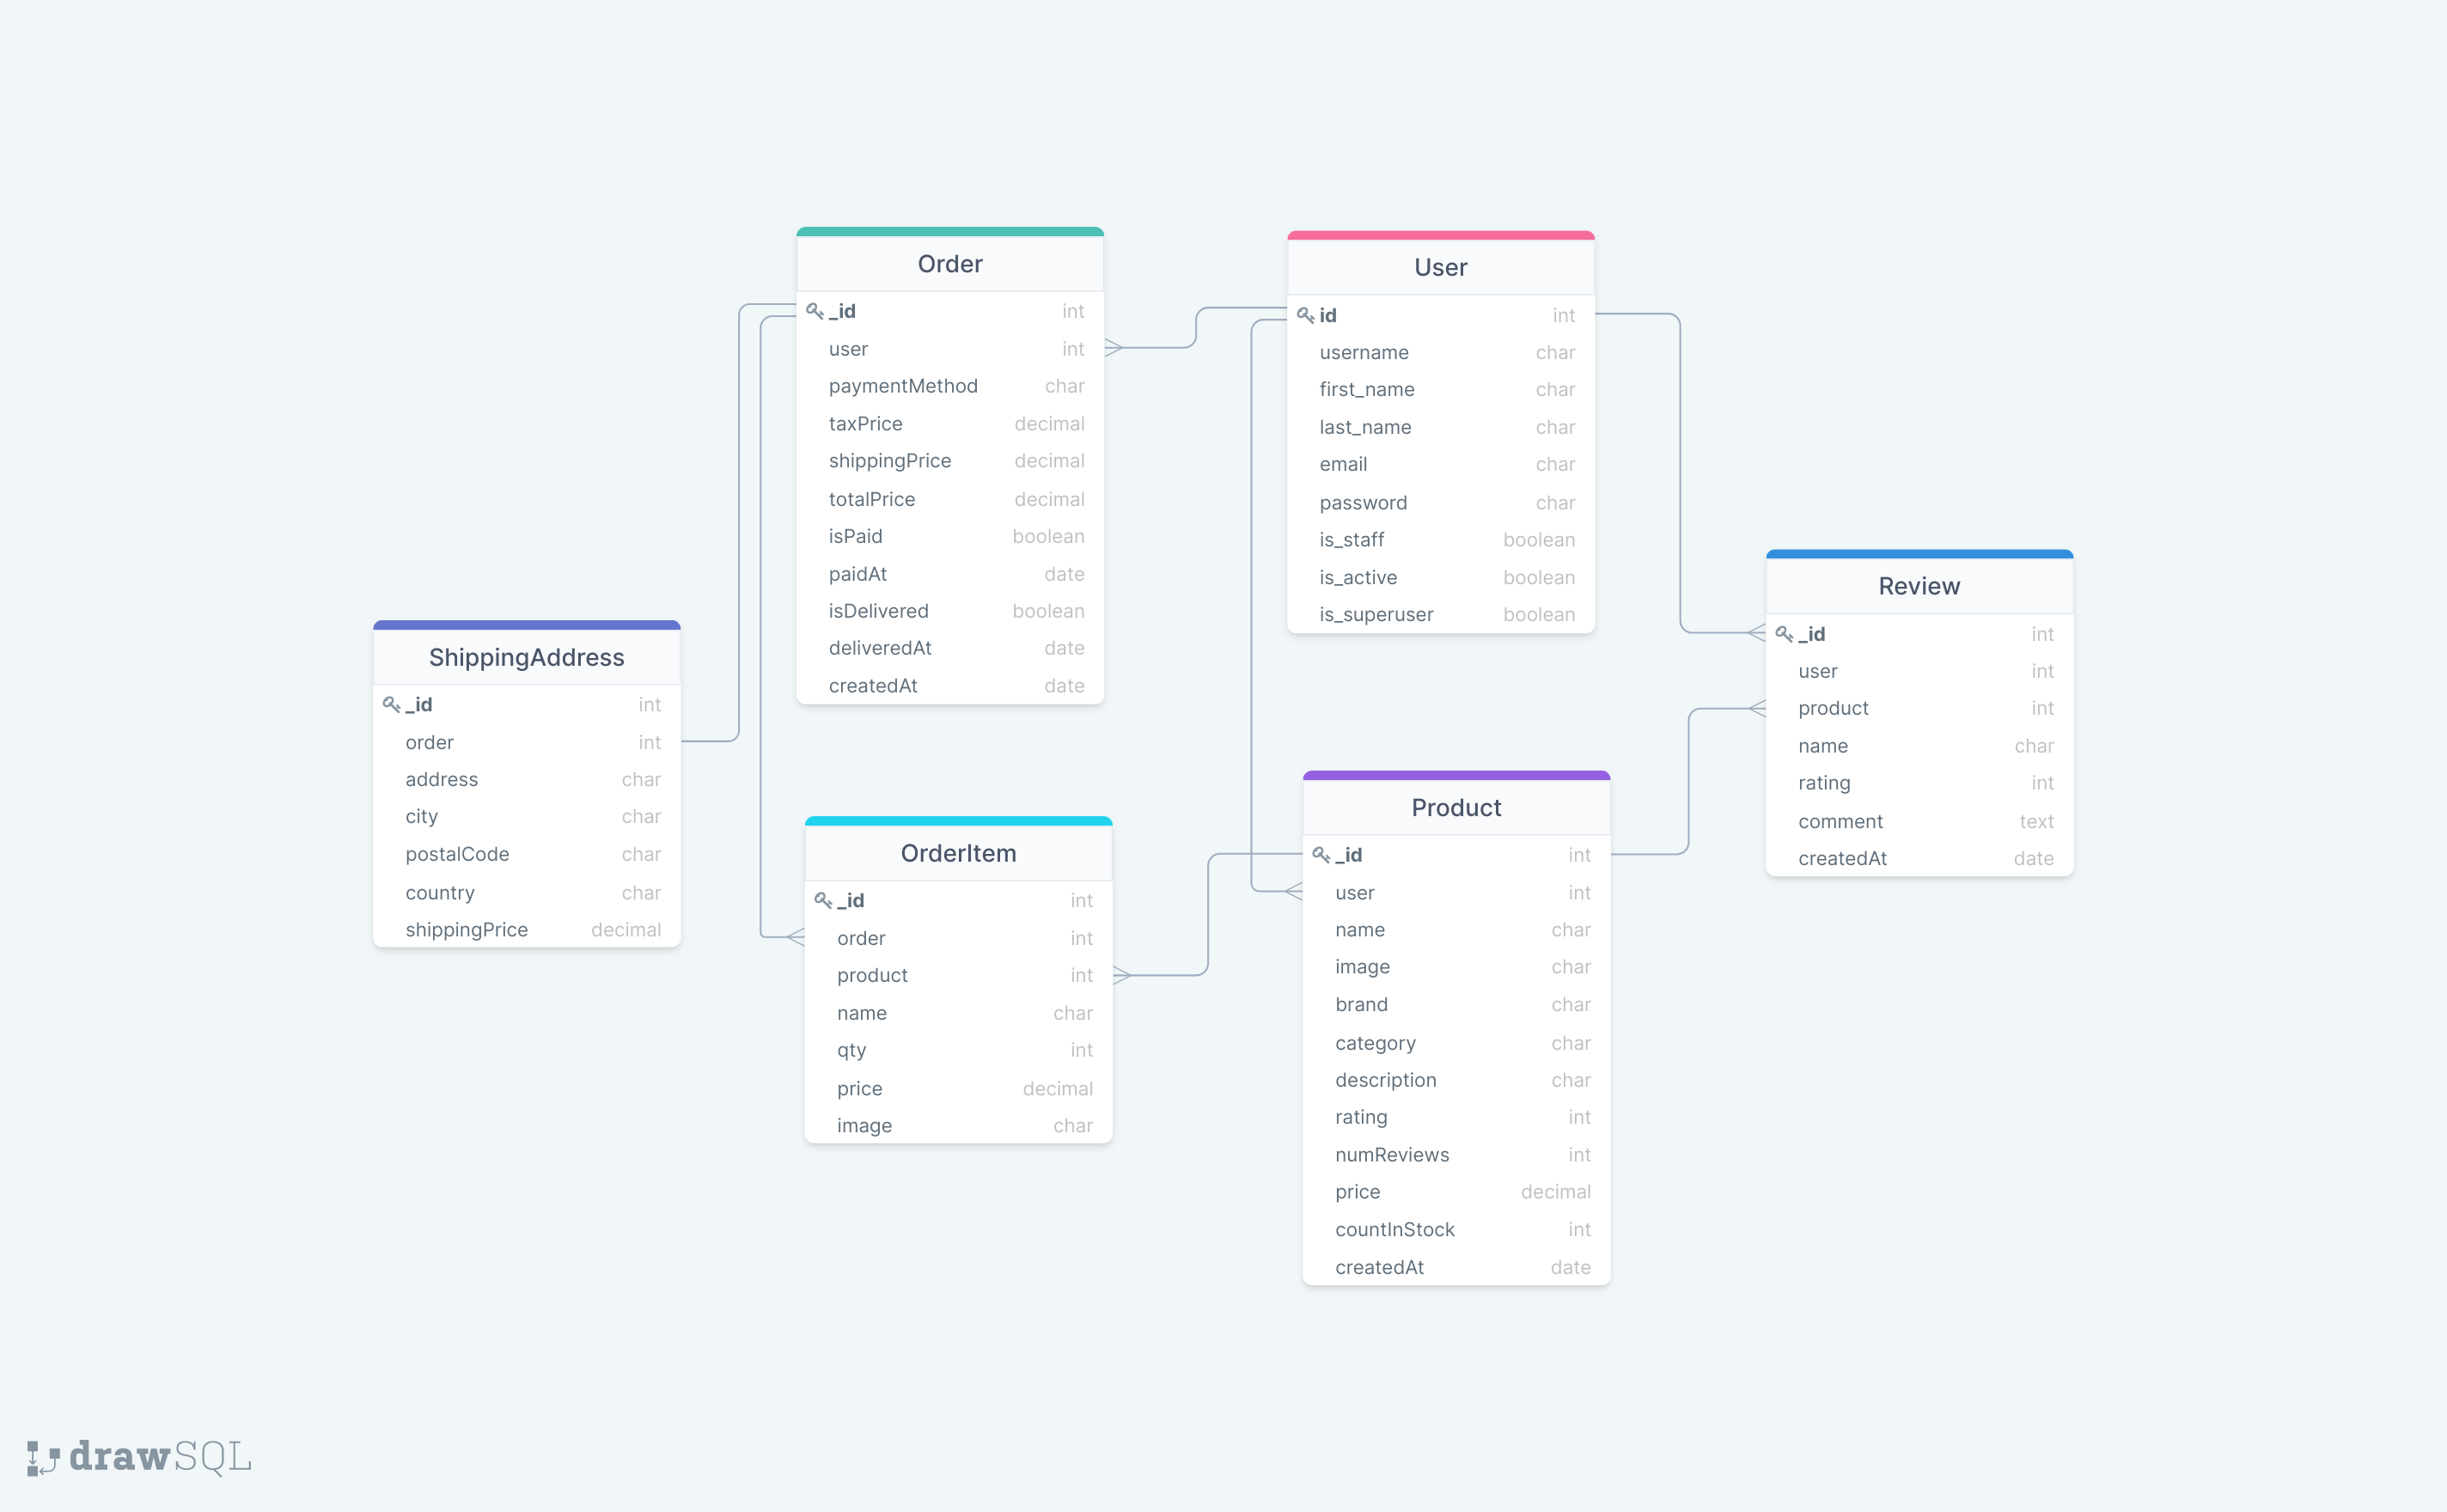 Order
_id int
user int
paymentMethod char
taxPrice decimal
shippingPrice decimal
totalPrice decimal
isPaid boolean
paidAt date
isDelivered boolean
deliveredAt date
createdAt date
User
id int
username char
first_name char
last_name char
email char
password char
is_staff boolean
is_active boolean
is_superuser boolean
Review
_id int
user int
product int
name char
rating int
comment text
createdAt date
ShippingAddress
_id int
order int
address char
city char
postalCode char
country char
shippingPrice decimal
OrderItem
_id int
order int
product int
name char
qty int
price decimal
image char
Product
_id int
user int
name char
image char
brand char
category char
description char
rating int
numReviews int
price decimal
countInStock int
createdAt date
drawSQL